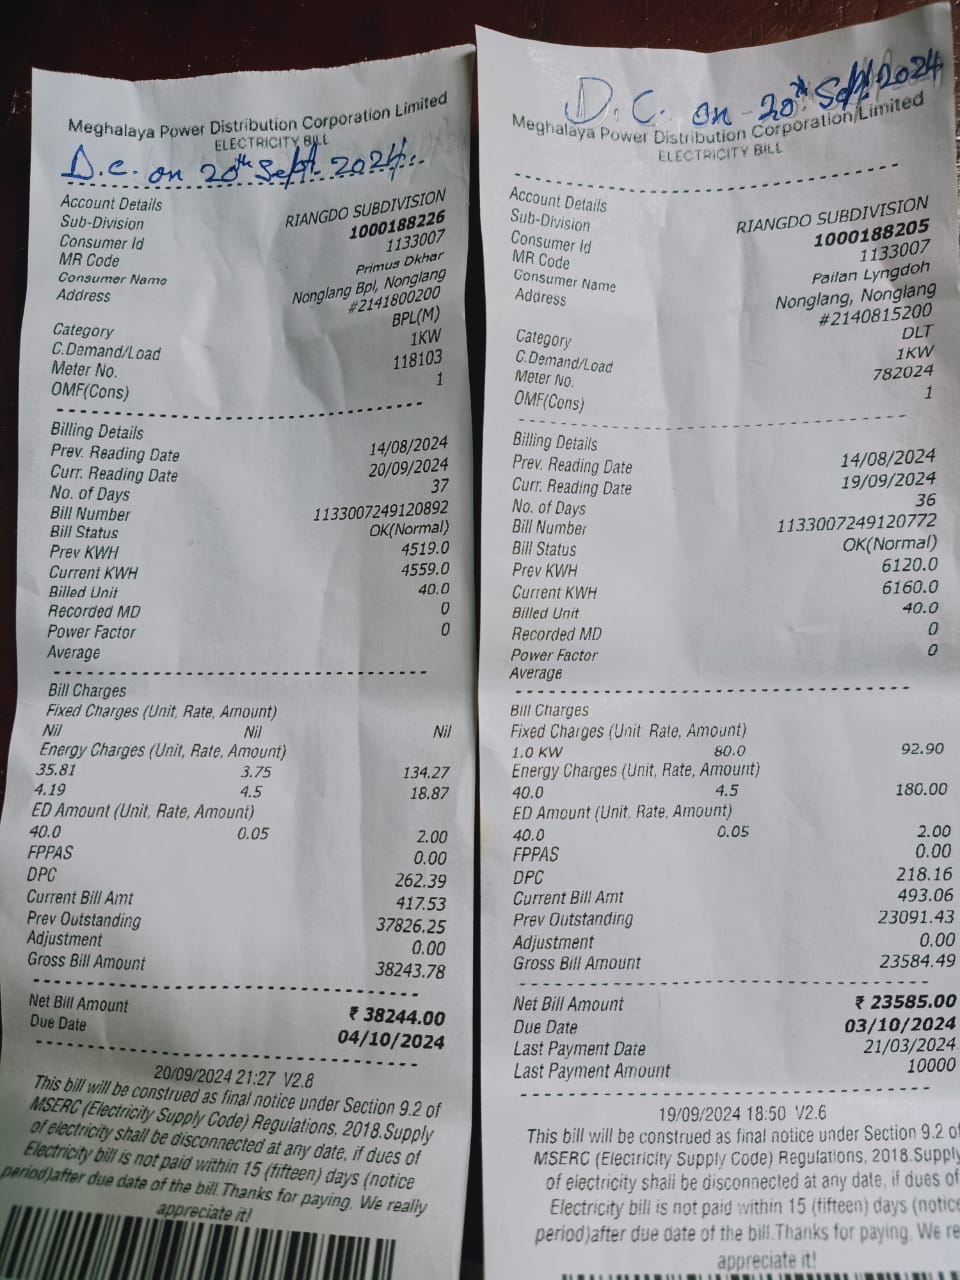 Meghalaya Power Distribution Corporation Limited
ELECTRICITY BILL
D.C. on 20th Sept. 2024.
Account Details
Sub-Division RIANGDO SUBDIVISION
Consumer Id 1000188226
MR Code 1133007
Consumer Name Primus Dkhar
Address Nonglang Bpl, Nonglang
#2141800200
Category BPL(M)
C.Demand/Load 1KW
Meter No. 118103
OMF(Cons) 1
Billing Details
Prev. Reading Date 14/08/2024
Curr. Reading Date 20/09/2024
No. of Days 37
Bill Number 1133007249120892
Bill Status OK(Normal)
Prev KWH 4519.0
Current KWH 4559.0
Billed Unit 40.0
Recorded MD 0
Power Factor 0
Average
Bill Charges
Fixed Charges (Unit, Rate, Amount)
Nil Nil Nil
Energy Charges (Unit, Rate, Amount)
35.81 3.75 134.27
4.19 4.5 18.87
ED Amount (Unit, Rate, Amount)
40.0 0.05 2.00
FPPAS 0.00
DPC 262.39
Current Bill Amt 417.53
Prev Outstanding 37826.25
Adjustment 0.00
Gross Bill Amount 38243.78
Net Bill Amount ₹ 38244.00
Due Date 04/10/2024
20/09/2024 21:27 V2.8
This bill will be construed as final notice under Section 9.2 of
MSERC (Electricity Supply Code) Regulations, 2018.Supply
of electricity shall be disconnected at any date, if dues of
Electricity bill is not paid within 15 (fifteen) days (notice
period)after due date of the bill.Thanks for paying. We really
appreciate it!
D.C. on 20th Sept 2024
Meghalaya Power Distribution Corporation Limited
ELECTRICITY BILL
Account Details
Sub-Division RIANGDO SUBDIVISION
Consumer Id 1000188205
MR Code 1133007
Consumer Name Pailan Lyngdoh
Address Nonglang, Nonglang
#2140815200
Category DLT
C.Demand/Load 1KW
Meter No. 782024
OMF(Cons) 1
Billing Details
Prev. Reading Date 14/08/2024
Curr. Reading Date 19/09/2024
No. of Days 36
Bill Number 1133007249120772
Bill Status OK(Normal)
Prev KWH 6120.0
Current KWH 6160.0
Billed Unit 40.0
Recorded MD 0
Power Factor 0
Average
Bill Charges
Fixed Charges (Unit, Rate, Amount)
1.0 KW 80.0 92.90
Energy Charges (Unit, Rate, Amount)
40.0 4.5 180.00
ED Amount (Unit, Rate, Amount)
40.0 0.05 2.00
FPPAS 0.00
DPC 218.16
Current Bill Amt 493.06
Prev Outstanding 23091.43
Adjustment 0.00
Gross Bill Amount 23584.49
Net Bill Amount ₹ 23585.00
Due Date 03/10/2024
Last Payment Date 21/03/2024
Last Payment Amount 10000
19/09/2024 18:50 V2.6
This bill will be construed as final notice under Section 9.2 of
MSERC (Electricity Supply Code) Regulations, 2018.Supply
of electricity shall be disconnected at any date, if dues of
Electricity bill is not paid within 15 (fifteen) days (notice
period)after due date of the bill.Thanks for paying. We re
appreciate it!